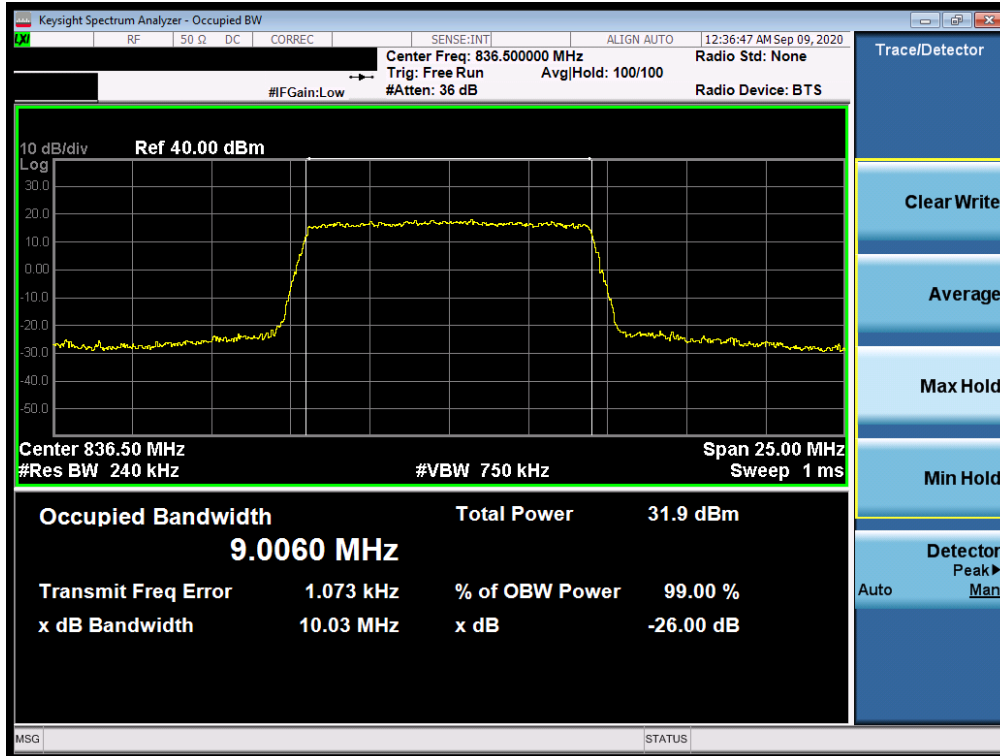 Keysight Spectrum Analyzer - Occupied BW
LXI RF 50 Ω DC CORREC SENSE:INT ALIGN AUTO 12:36:47 AM Sep 09, 2020
Center Freq: 836.500000 MHz Radio Std: None
Trig: Free Run Avg|Hold: 100/100
#IFGain:Low #Atten: 36 dB Radio Device: BTS
10 dB/div Ref 40.00 dBm
Log
30.0
20.0
10.0
0.00
-10.0
-20.0
-30.0
-40.0
-50.0
Center 836.50 MHz Span 25.00 MHz
#Res BW 240 kHz #VBW 750 kHz Sweep 1 ms
Occupied Bandwidth Total Power 31.9 dBm
9.0060 MHz
Transmit Freq Error 1.073 kHz % of OBW Power 99.00 %
x dB Bandwidth 10.03 MHz x dB -26.00 dB
MSG STATUS
Trace/Detector
Clear Write
Average
Max Hold
Min Hold
Detector
Peak▶
Auto Man